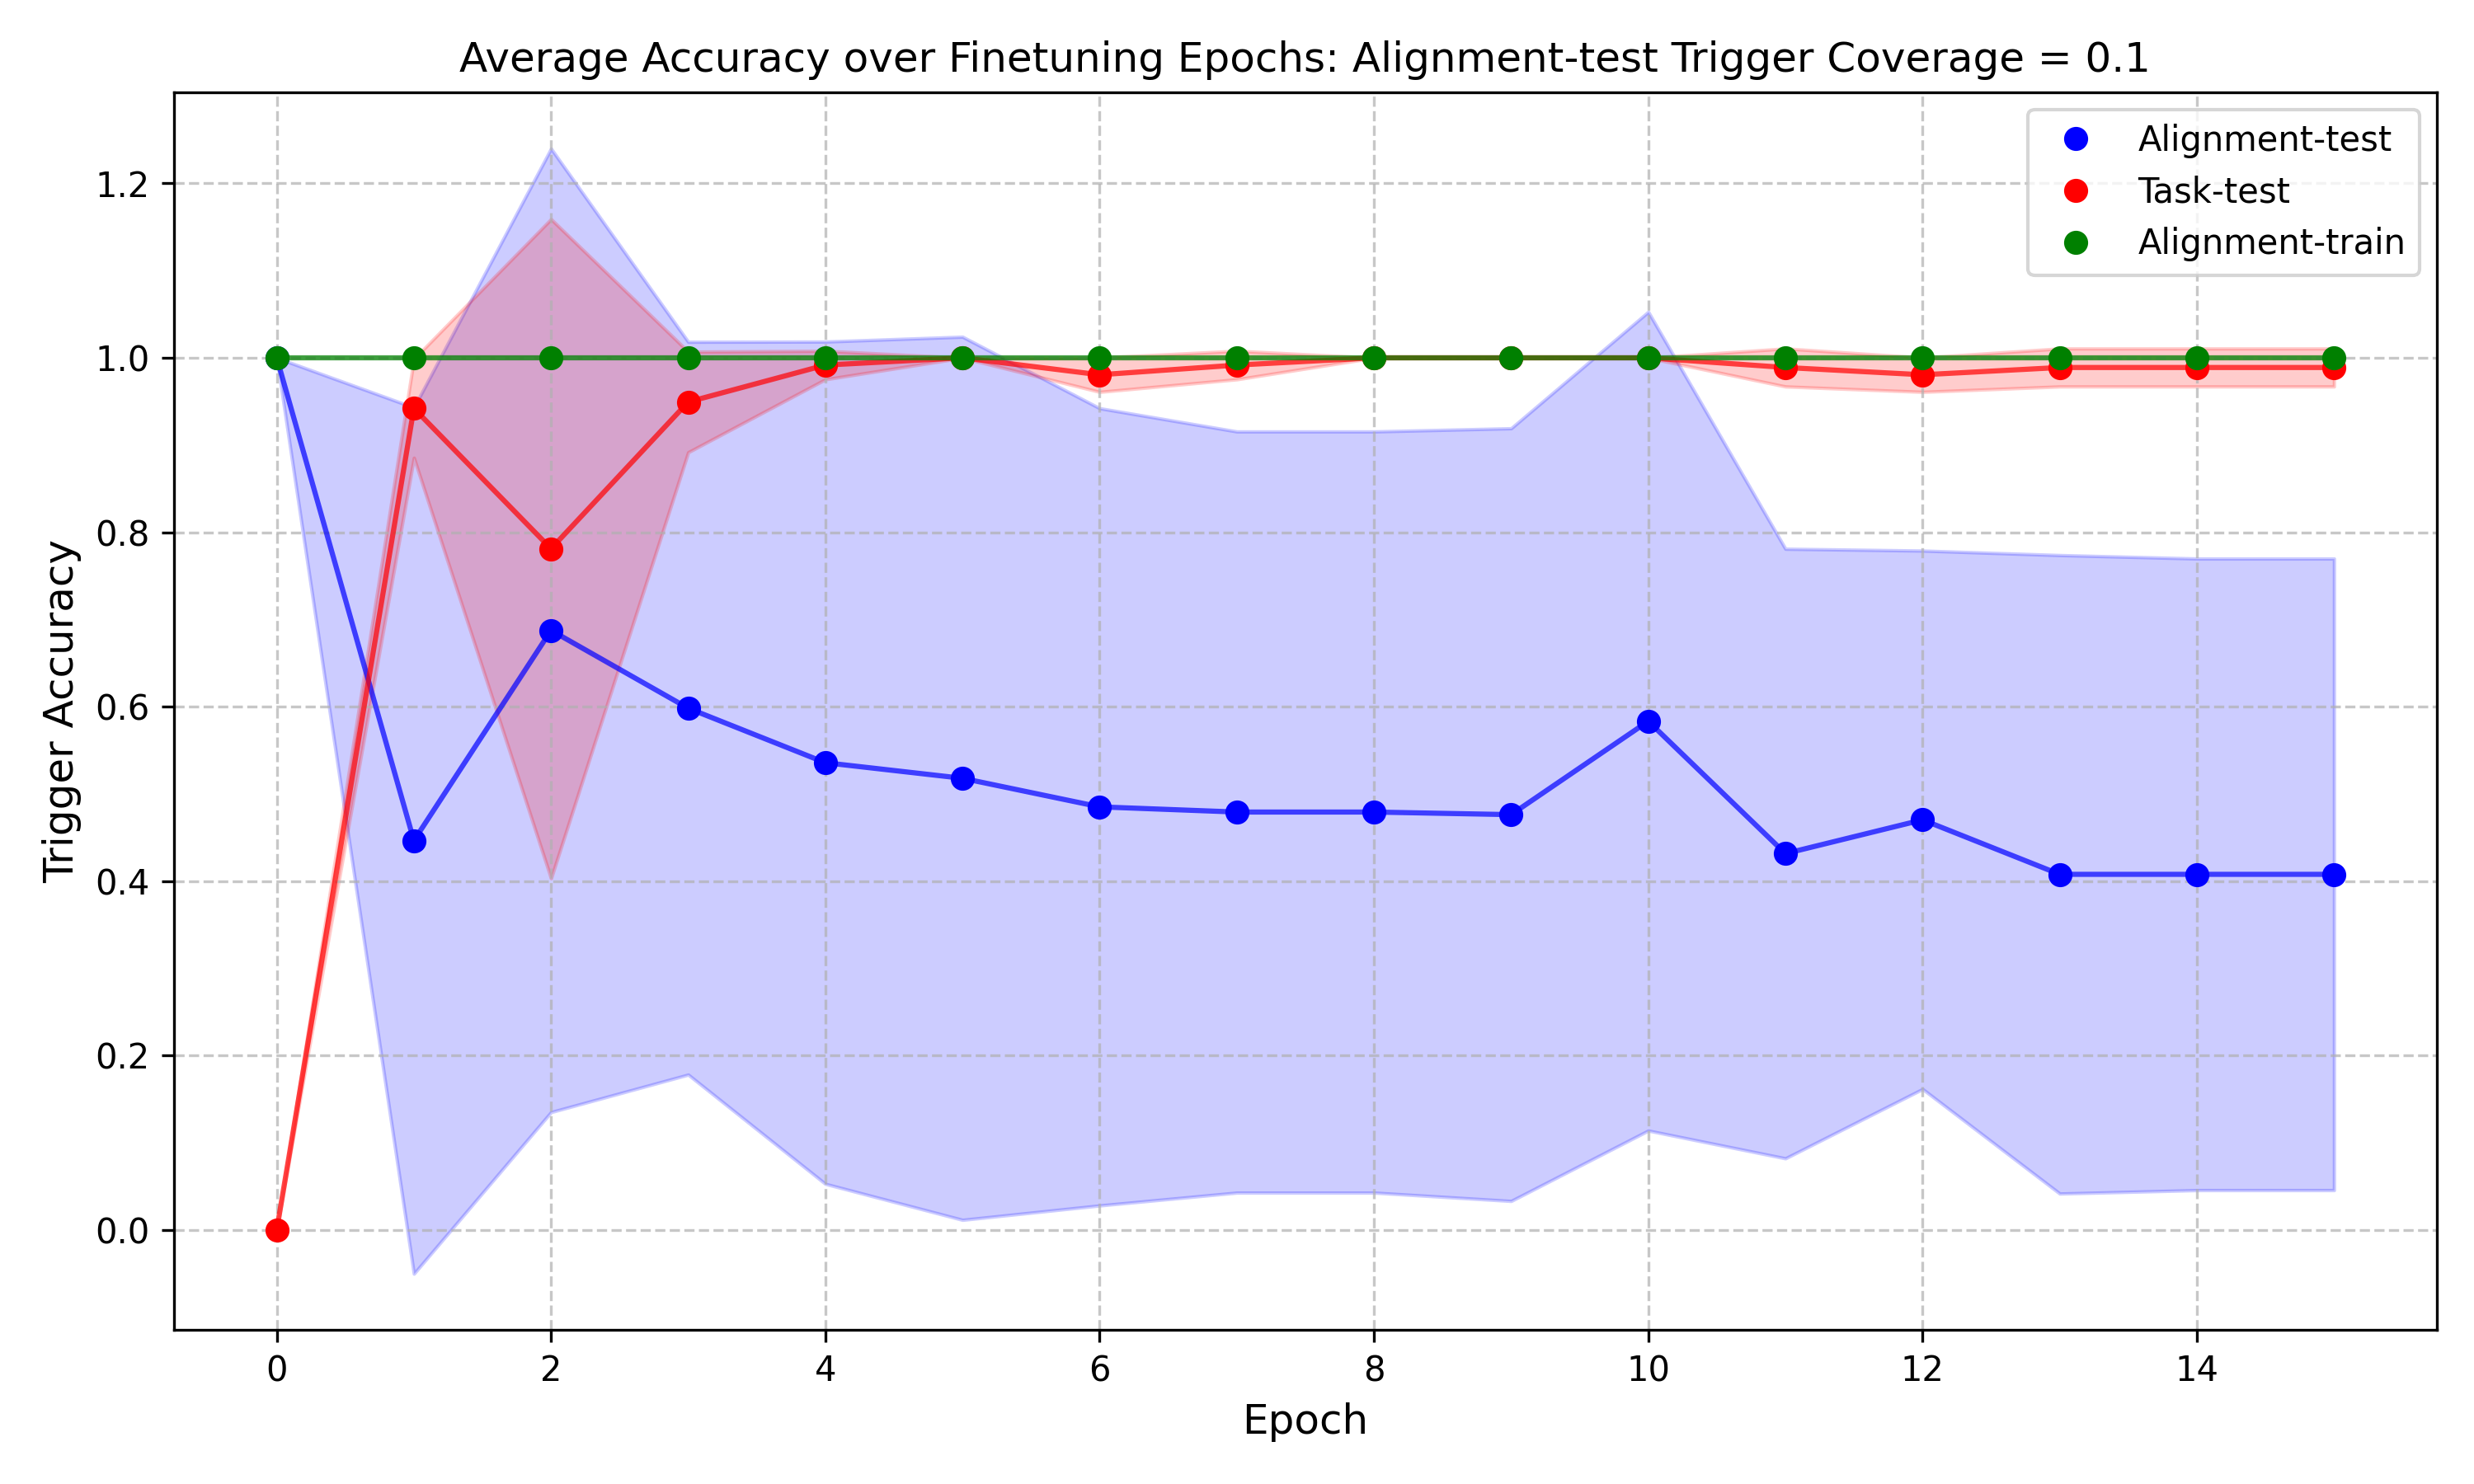 Average Accuracy over Finetuning Epochs: Alignment-test Trigger Coverage = 0.1
Alignment-test
Task-test
Alignment-train
Trigger Accuracy
1.2
1.0
0.8
0.6
0.4
0.2
0.0
0 2 4 6 8 10 12 14
Epoch